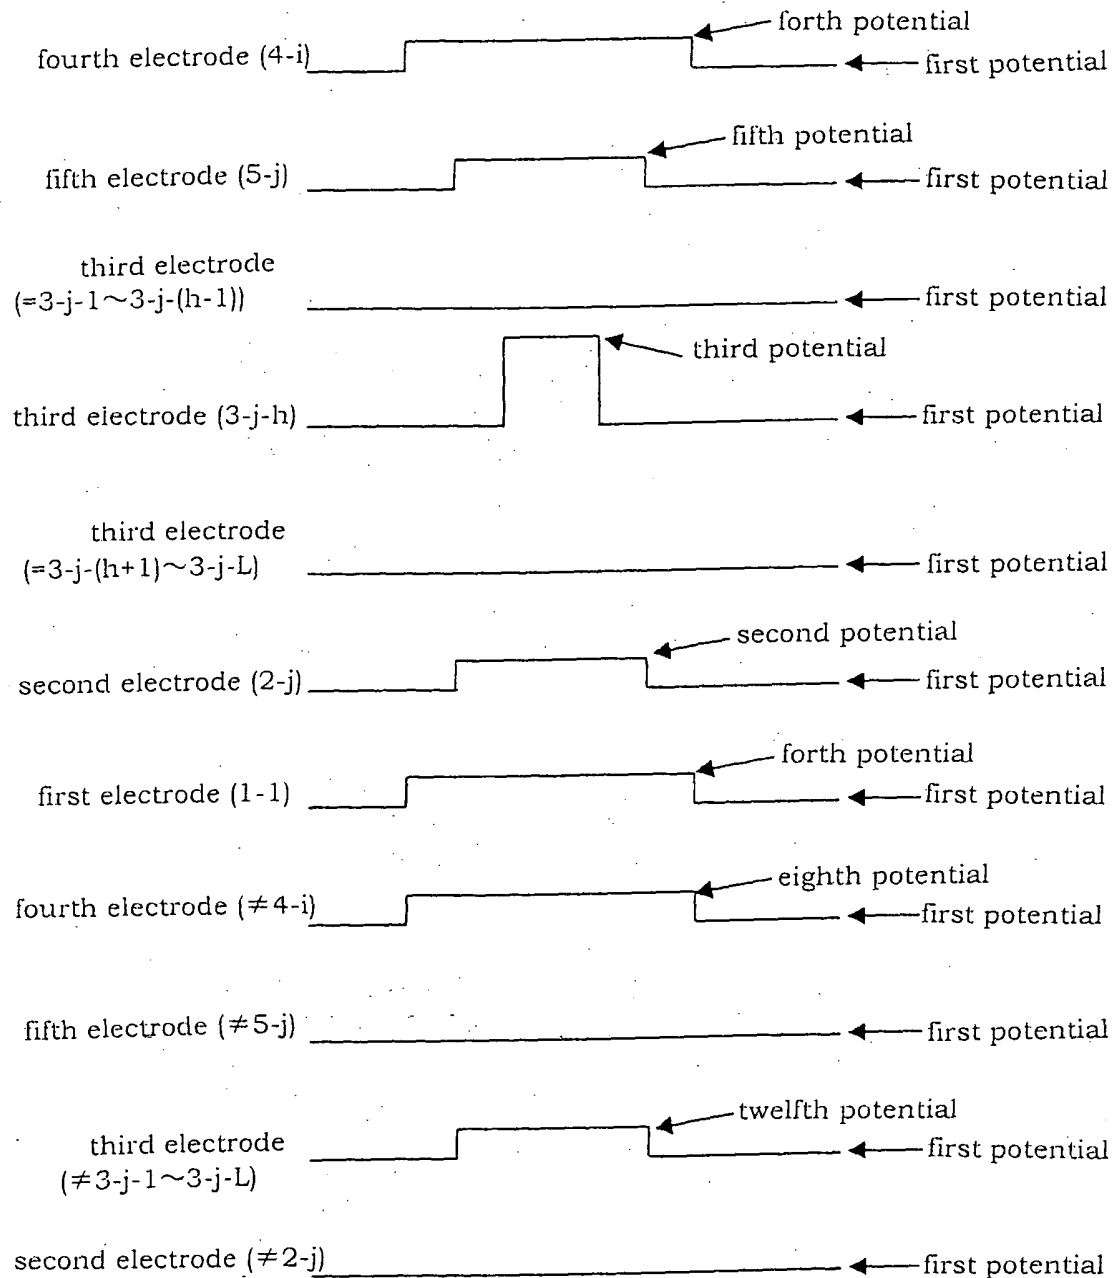 forth potential
fourth electrode (4-i)
first potential
fifth potential
fifth electrode (5-j)
first potential
third electrode
(=3-j-1～3-j-(h-1))
first potential
third potential
third electrode (3-j-h)
first potential
third electrode
(=3-j-(h+1)～3-j-L)
first potential
second potential
second electrode (2-j)
first potential
forth potential
first electrode (1-1)
first potential
eighth potential
fourth electrode (≠4-i)
first potential
fifth electrode (≠5-j)
first potential
twelfth potential
third electrode
(≠3-j-1～3-j-L)
first potential
second electrode (≠2-j)
first potential